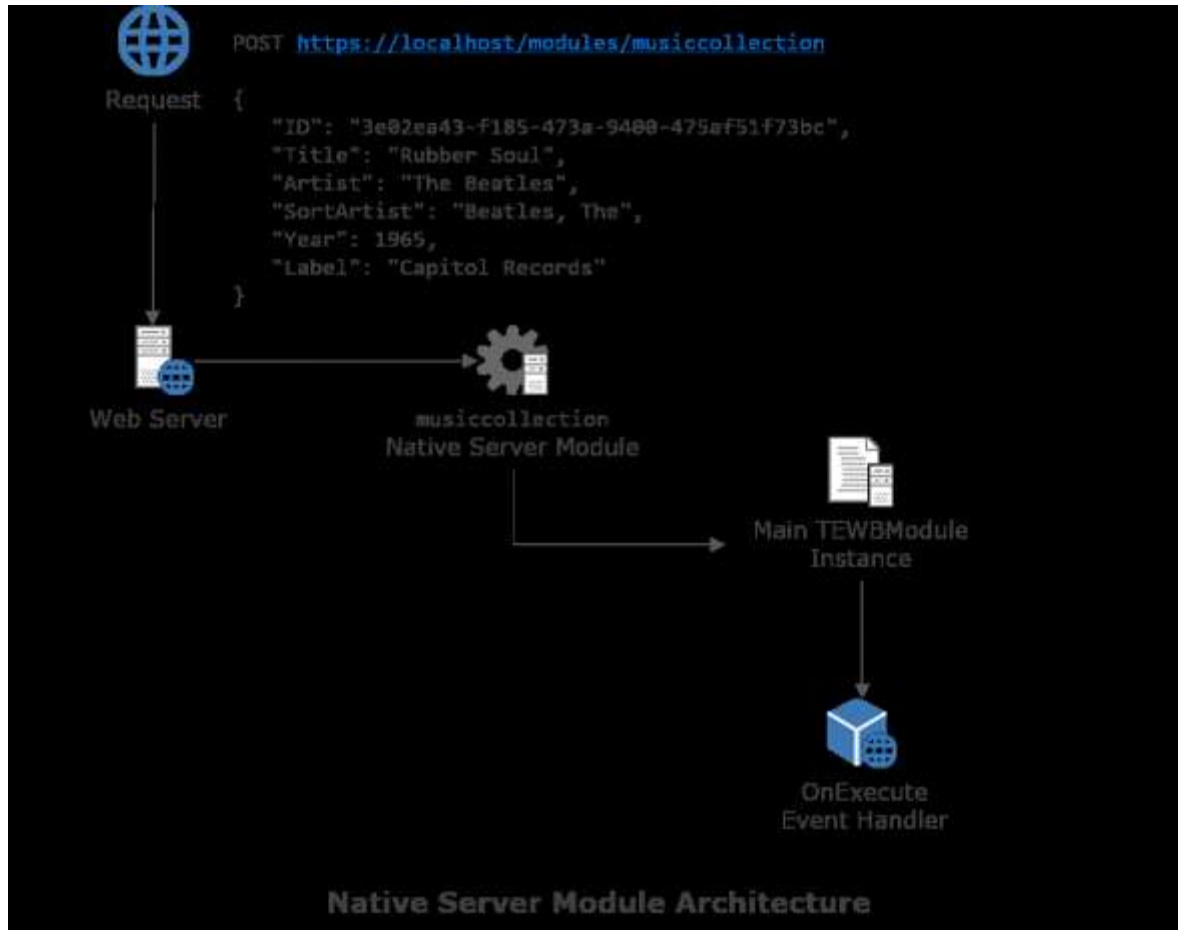 POST https://localhost/modules/musiccollection
Request
{
"ID": "3e02ea43-f185-473a-9400-475af51f73bc",
"Title": "Rubber Soul",
"Artist": "The Beatles",
"SortArtist": "Beatles, The",
"Year": 1965,
"Label": "Capitol Records"
}
Web Server
musiccollection
Native Server Module
Main TEWBModule
Instance
OnExecute
Event Handler
Native Server Module Architecture